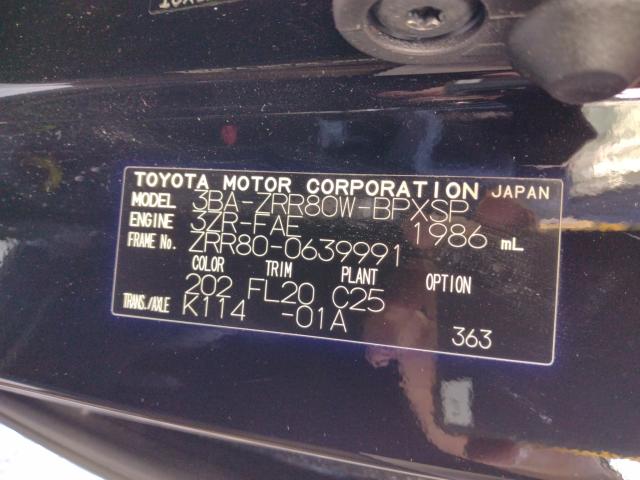 TOYOTA MOTOR CORPORATION JAPAN
MODEL 3BA-ZRR80W-BPXSP
ENGINE 3ZR-FAE 1986 mL
FRAME No. ZRR80-0639991
COLOR TRIM PLANT OPTION
202 FL20 C25
TRANS./AXLE K114 -01A
363